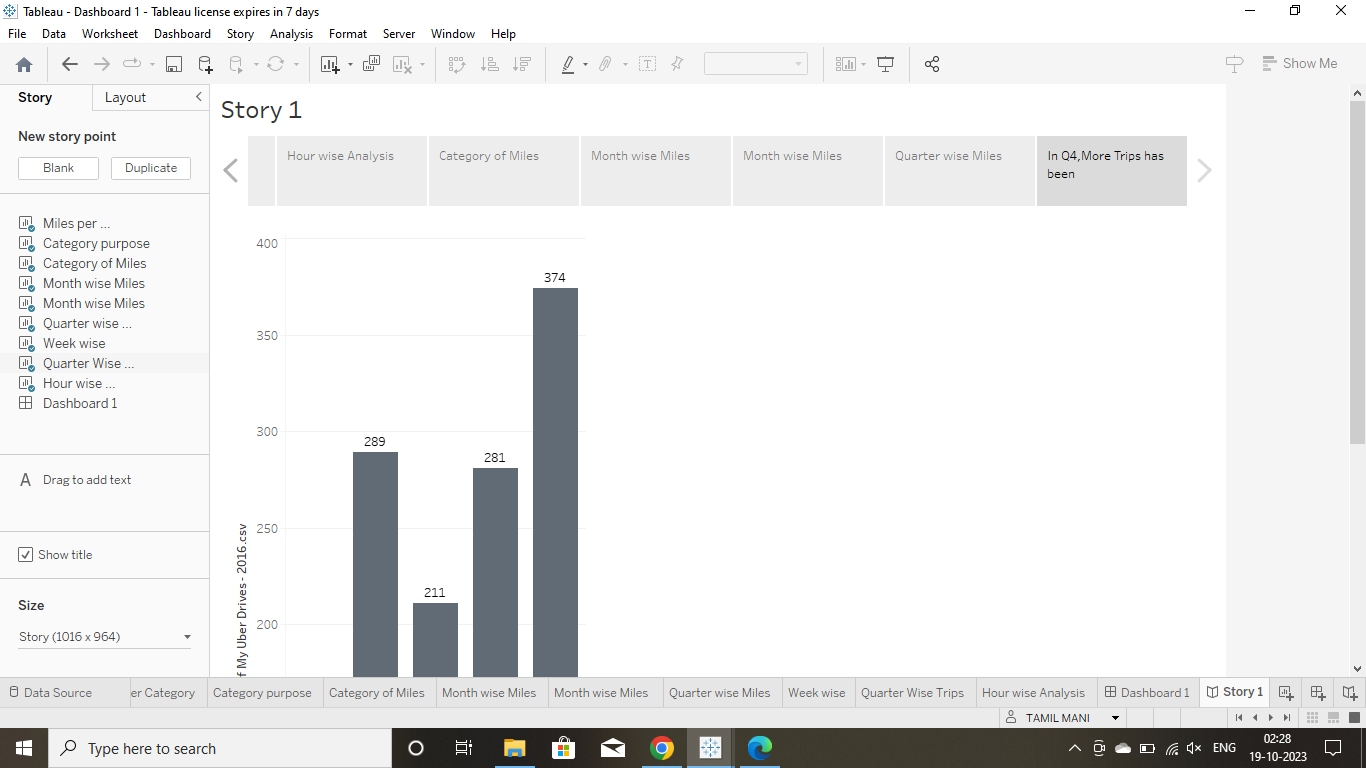 Tableau - Dashboard 1 - Tableau license expires in 7 days
File Data Worksheet Dashboard Story Analysis Format Server Window Help
Show Me
Story Layout
New story point
Blank Duplicate
Miles per ...
Category purpose
Category of Miles
Month wise Miles
Month wise Miles
Quarter wise ...
Week wise
Quarter Wise ...
Hour wise ...
Dashboard 1
A Drag to add text
Show title
Size
Story (1016 x 964)
Story 1
Hour wise Analysis
Category of Miles
Month wise Miles
Month wise Miles
Quarter wise Miles
In Q4,More Trips has
been
400
350
300
250
200
374
289
281
211
f My Uber Drives - 2016.csv
Data Source er Category Category purpose Category of Miles Month wise Miles Month wise Miles Quarter wise Miles Week wise Quarter Wise Trips Hour wise Analysis Dashboard 1 Story 1
TAMIL MANI
Type here to search
ENG
02:28
19-10-2023